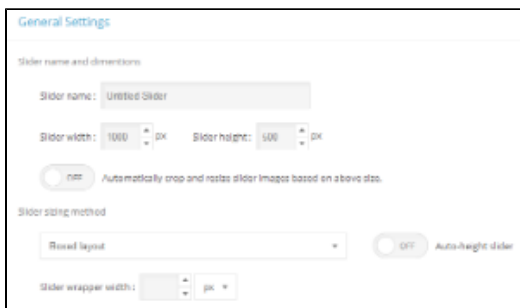 General Settings
Slider name and dimentions
Slider name: Untitled Slider
Slider width: 1000 px Slider height: 500 px
OFF Automatically crop and resize slider images based on above size.
Slider sizing method
Boxed layout OFF Auto-height slider
Slider wrapper width: px